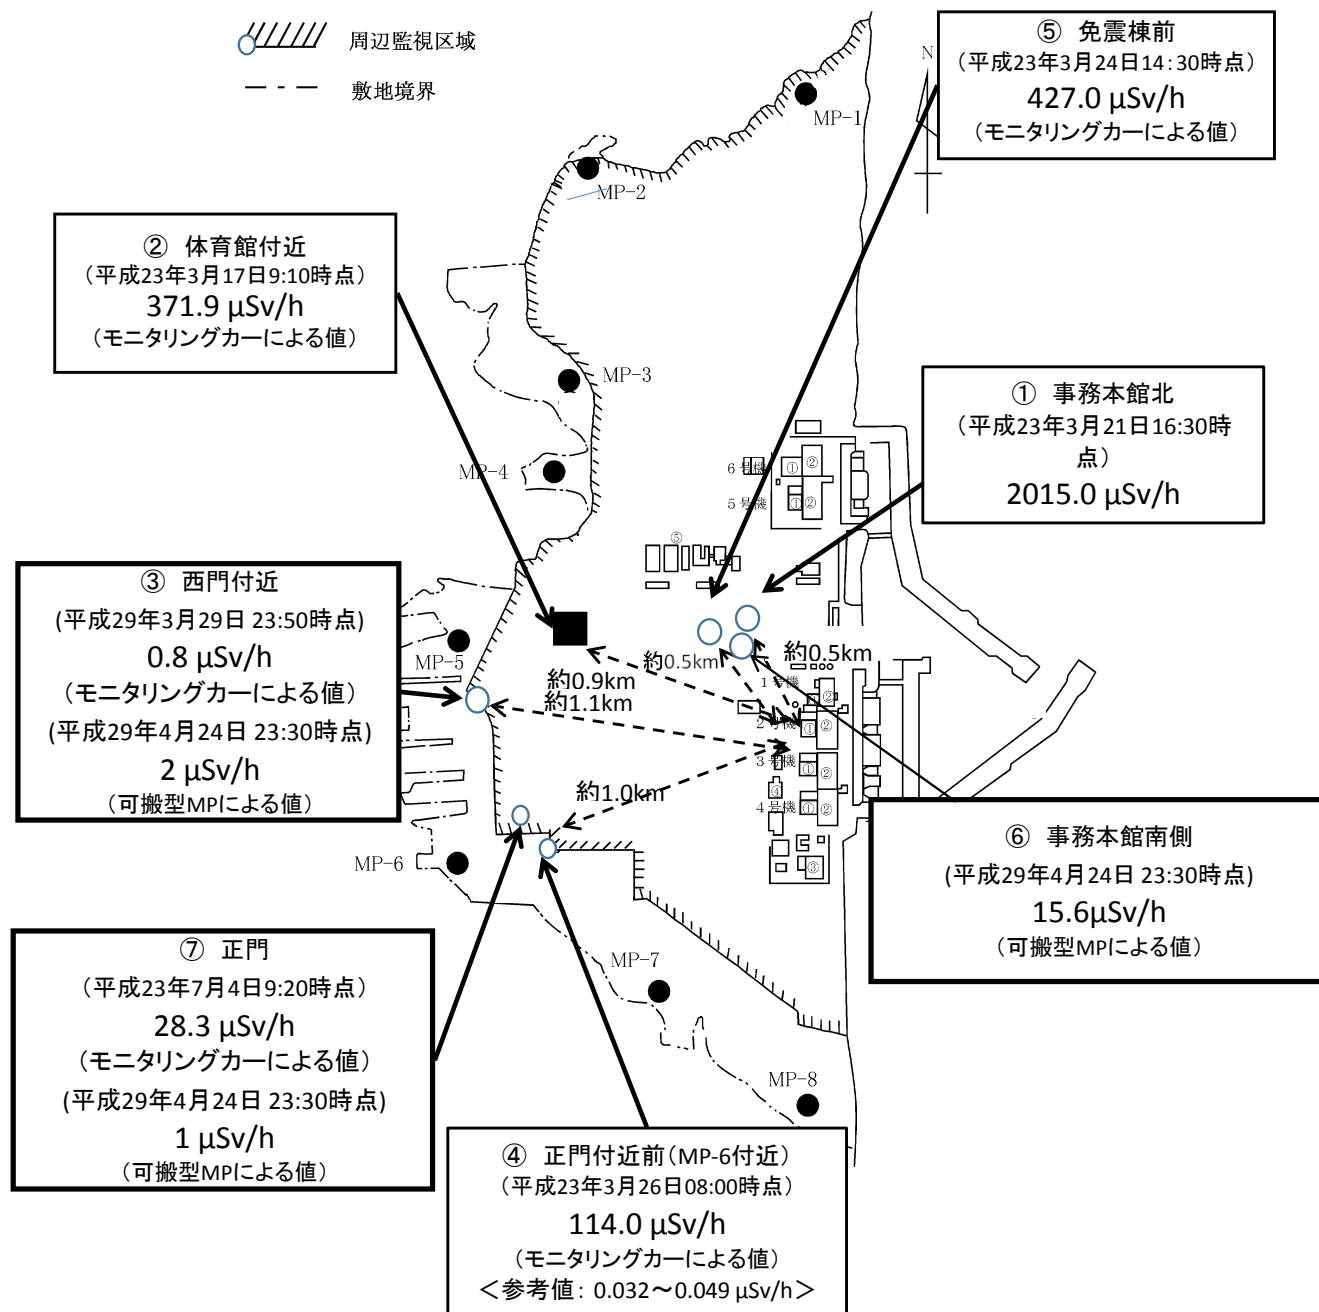 周辺監視区域
敷地境界
⑤ 免震棟前
（平成23年3月24日14：30時点）
427.0 μSv/h
（モニタリングカーによる値）
N
MP-1
MP-2
② 体育館付近
（平成23年3月17日9:10時点）
371.9 μSv/h
（モニタリングカーによる値）
MP-3
① 事務本館北
（平成23年3月21日16:30時
点）
2015.0 μSv/h
MP-4
6号機
① ②
5号機
① ②
⑤
③ 西門付近
(平成29年3月29日 23:50時点)
0.8 μSv/h
（モニタリングカーによる値）
(平成29年4月24日 23:30時点)
2 μSv/h
（可搬型MPによる値）
MP-5
約0.5km
約0.5km
約0.9km
約1.1km
1号機
②
2号機
① ②
3号機
① ②
約1.0km
④
4号機
① ②
③
MP-6
⑥ 事務本館南側
(平成29年4月24日 23:30時点)
15.6μSv/h
（可搬型MPによる値）
⑦ 正門
（平成23年7月4日9:20時点）
28.3 μSv/h
（モニタリングカーによる値）
(平成29年4月24日 23:30時点)
1 μSv/h
（可搬型MPによる値）
MP-7
MP-8
④ 正門付近前（MP-6付近）
（平成23年3月26日08:00時点）
114.0 μSv/h
（モニタリングカーによる値）
＜参考値： 0.032～0.049 μSv/h＞